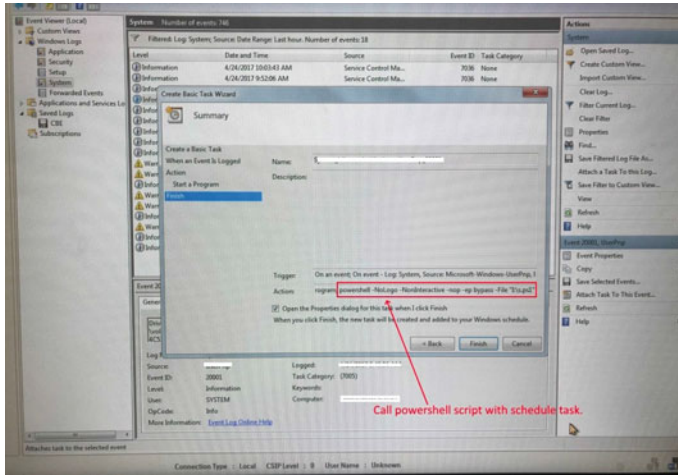 Event Viewer (Local)
Custom Views
Windows Logs
Application
Security
Setup
System
Forwarded Events
Applications and Services Lo
Saved Logs
CBE
Subscriptions
System Number of events: 746
Filtered: Log: System; Source: Date Range: Last hour. Number of events: 18
Level Date and Time Source Event ID Task Category
Information 4/24/2017 10:03:43 AM Service Control Ma... 7036 None
Information 4/24/2017 9:52:06 AM Service Control Ma... 7036 None
Create Basic Task Wizard
Summary
Create a Basic Task
When an Event Is Logged
Action
Start a Program
Finish
Name:
Description:
Trigger: On an event; On event - Log: System, Source: Microsoft-Windows-UserPnp, 
Action: rogram; powershell -NoLogo -NonInteractive -nop -ep bypass -File
Open the Properties dialog for this task when I click Finish
When you click Finish, the new task will be created and added to your Windows schedule.
< Back Finish Cancel
Event 20
Gener
Source:
Event ID: 20001
Level: Information
User: SYSTEM
OpCode: Info
More Information: Event Log Online Help
Logged:
Task Category: (7005)
Keywords:
Computer:
Call powershell script with schedule task.
Actions
System
Open Saved Log...
Create Custom View...
Import Custom View...
Clear Log...
Filter Current Log...
Clear Filter
Properties
Find...
Save Filtered Log File As...
Attach a Task To this Log...
Save Filter to Custom View...
View
Refresh
Help
Event 20001, UserPnp
Event Properties
Copy
Save Selected Events...
Attach Task To This Event...
Refresh
Help
Attaches task to the selected event
Connection Type : Local CSIP Level : 8 User Name : Unknown